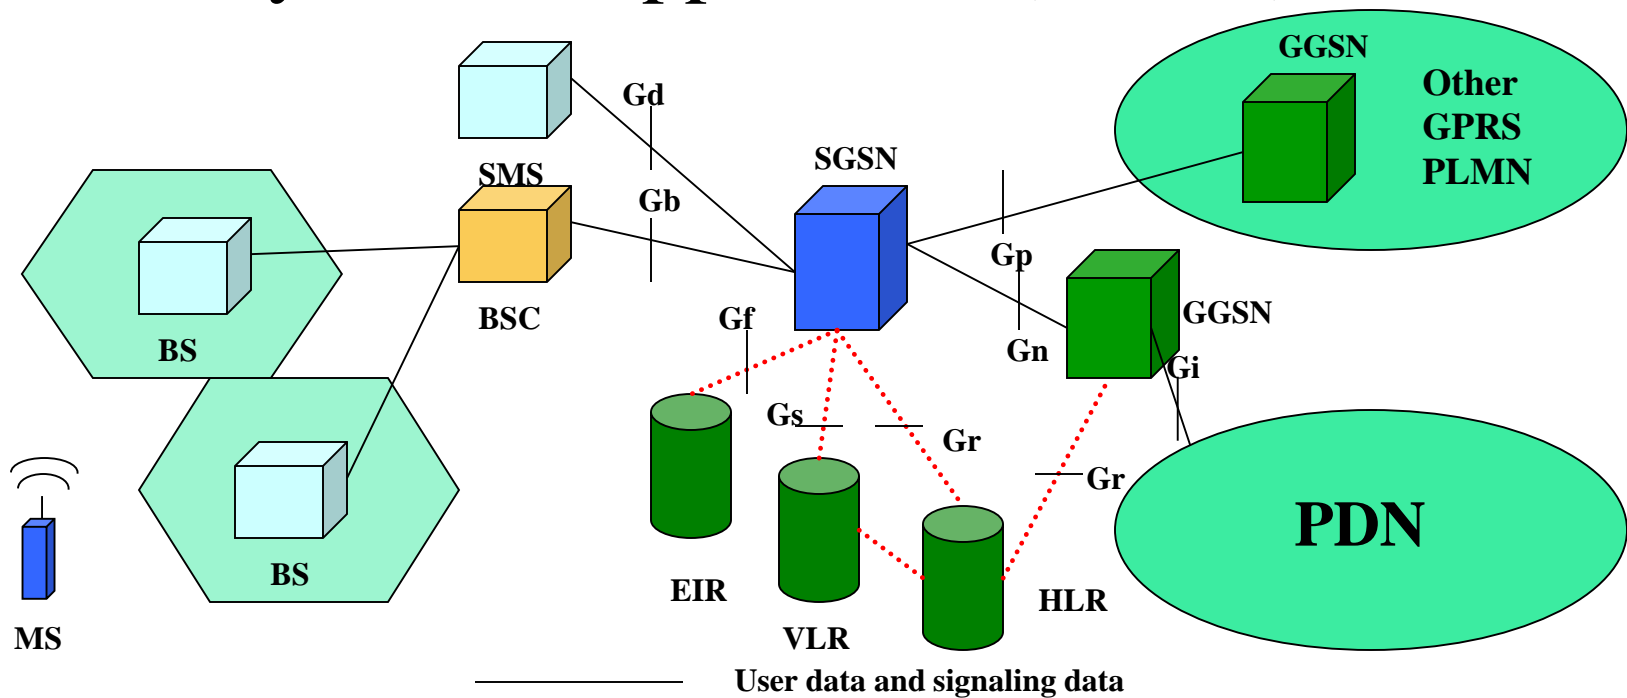 GGSN
Other
GPRS
PLMN
Gd
SMS
SGSN
Gb
Gp
BS
BSC
Gf
Gn
GGSN
Gi
Gs
Gr
Gr
PDN
BS
EIR
HLR
MS
VLR
User data and signaling data